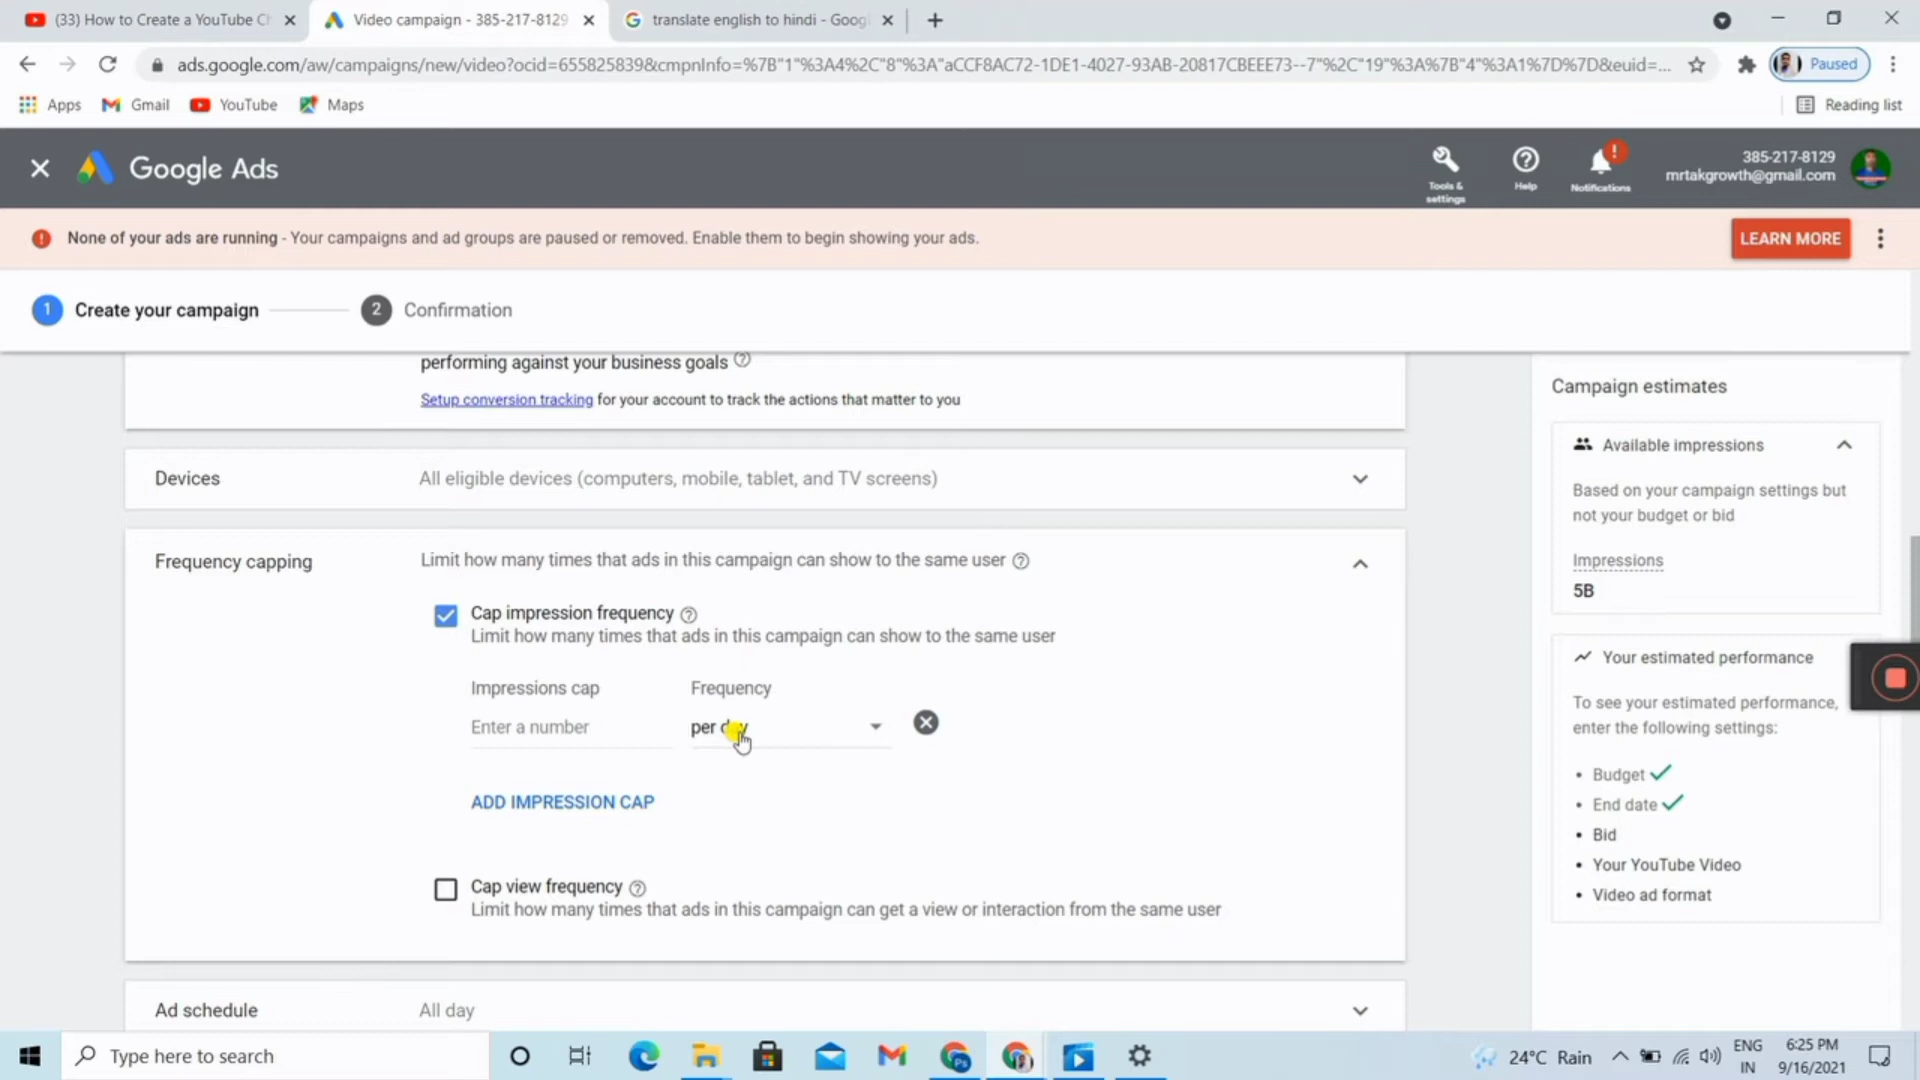 (33) How to Create a YouTube Ch
Video campaign - 385-217-8129
translate english to hindi - Googl
ads.google.com/aw/campaigns/new/video?ocid=655825839&cmpnInfo=%7B"1"%3A4%2C"8"%3A"aCCF8AC72-1DE1-4027-93AB-20817CBEEE73--7"%2C"19"%3A%7B"4"%3A1%7D%7D&euid=...
Paused
Apps
Gmail
YouTube
Maps
Reading list
Google Ads
Tools & settings
Help
Notifications
385-217-8129
mrtakgrowth@gmail.com
None of your ads are running - Your campaigns and ad groups are paused or removed. Enable them to begin showing your ads.
LEARN MORE
1 Create your campaign
2 Confirmation
performing against your business goals
Setup conversion tracking for your account to track the actions that matter to you
Devices
All eligible devices (computers, mobile, tablet, and TV screens)
Frequency capping
Limit how many times that ads in this campaign can show to the same user
Cap impression frequency
Limit how many times that ads in this campaign can show to the same user
Impressions cap
Frequency
Enter a number
per day
ADD IMPRESSION CAP
Cap view frequency
Limit how many times that ads in this campaign can get a view or interaction from the same user
Ad schedule
All day
Campaign estimates
Available impressions
Based on your campaign settings but
not your budget or bid
Impressions
5B
Your estimated performance
To see your estimated performance,
enter the following settings:
• Budget
• End date
• Bid
• Your YouTube Video
• Video ad format
Type here to search
24°C Rain
ENG
IN
6:25 PM
9/16/2021